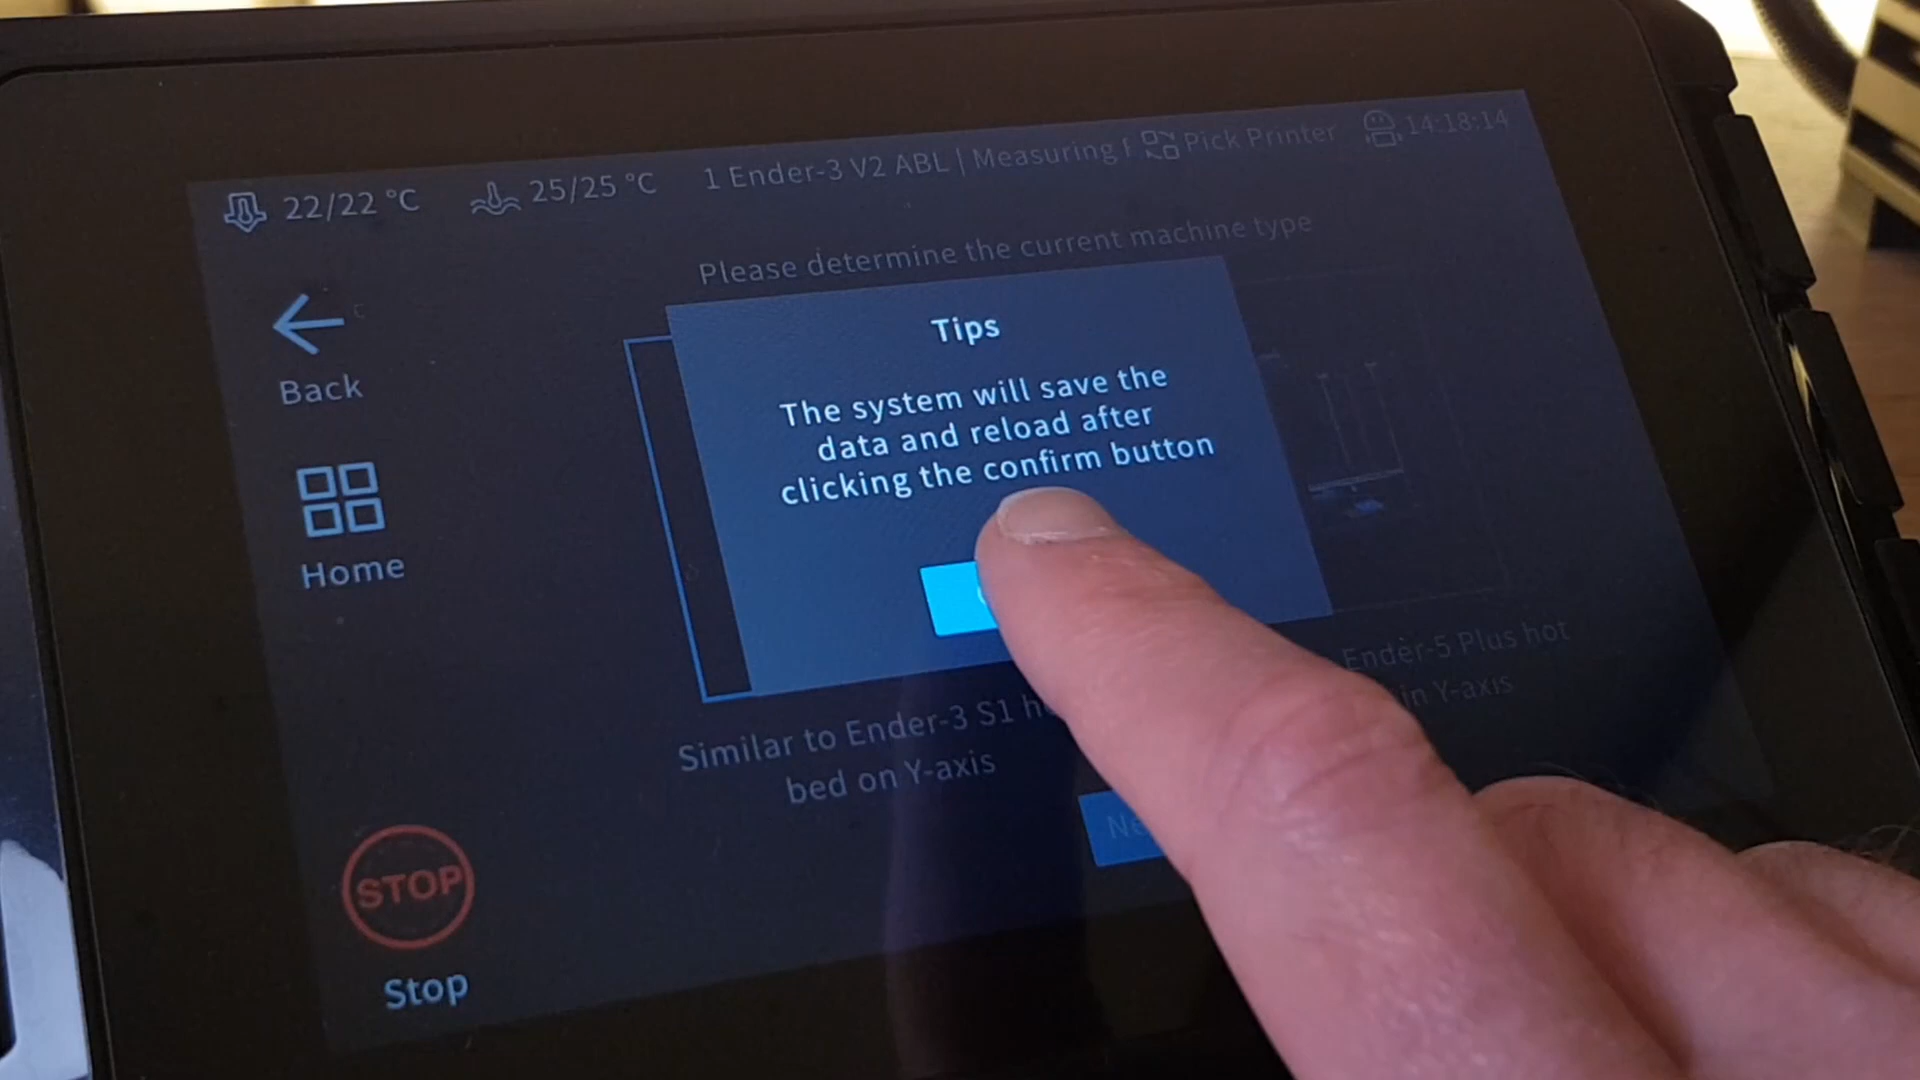 22/22 °C
25/25 °C
1 Ender-3 V2 ABL | Measuring
Pick Printer
14:18:14
Please determine the current machine type
Back
Tips
The system will save the
data and reload after
clicking the confirm button
Home
Similar to Ender-3 S1
bed on Y-axis
Ender-5 Plus hot
in Y-axis
STOP
Stop